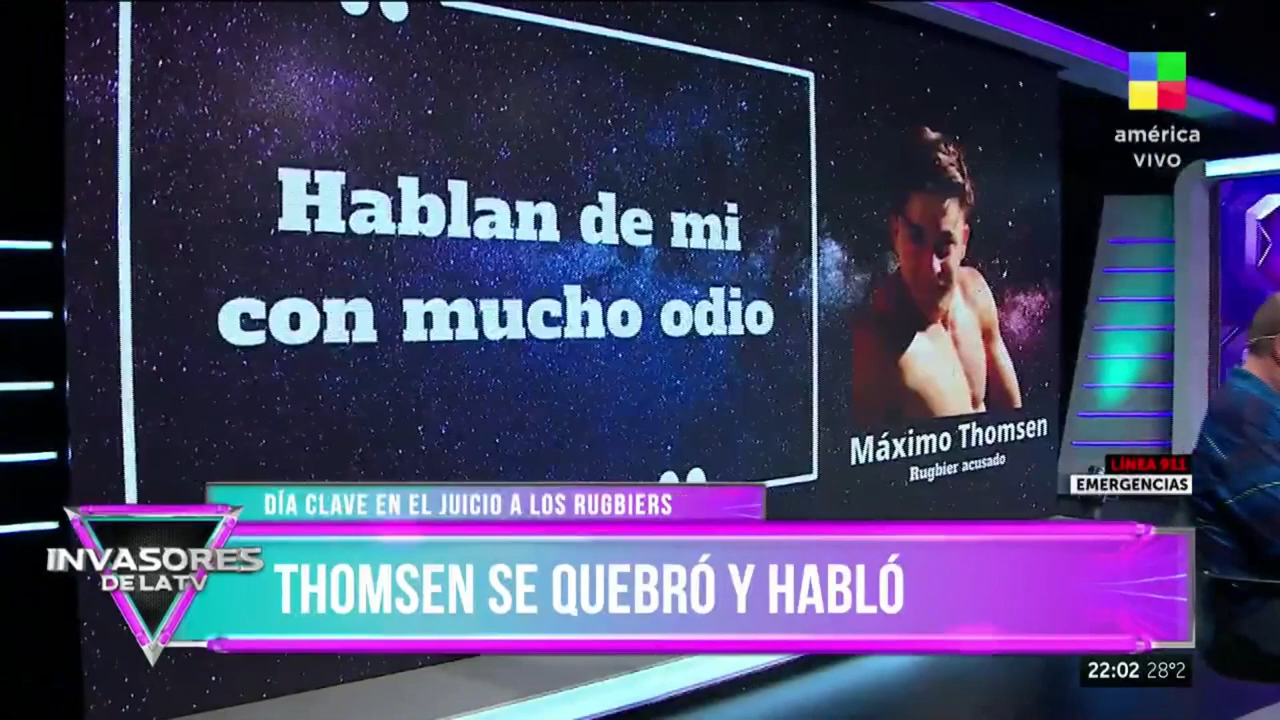 Hablan de mi
con mucho odio
Máximo Thomsen
Rugbier acusado
américa
VIVO
LÍNEA 911
EMERGENCIAS
DÍA CLAVE EN EL JUICIO A LOS RUGBIERS
INVASORES
DE LA TV
THOMSEN SE QUEBRÓ Y HABLÓ
22:02 28°2